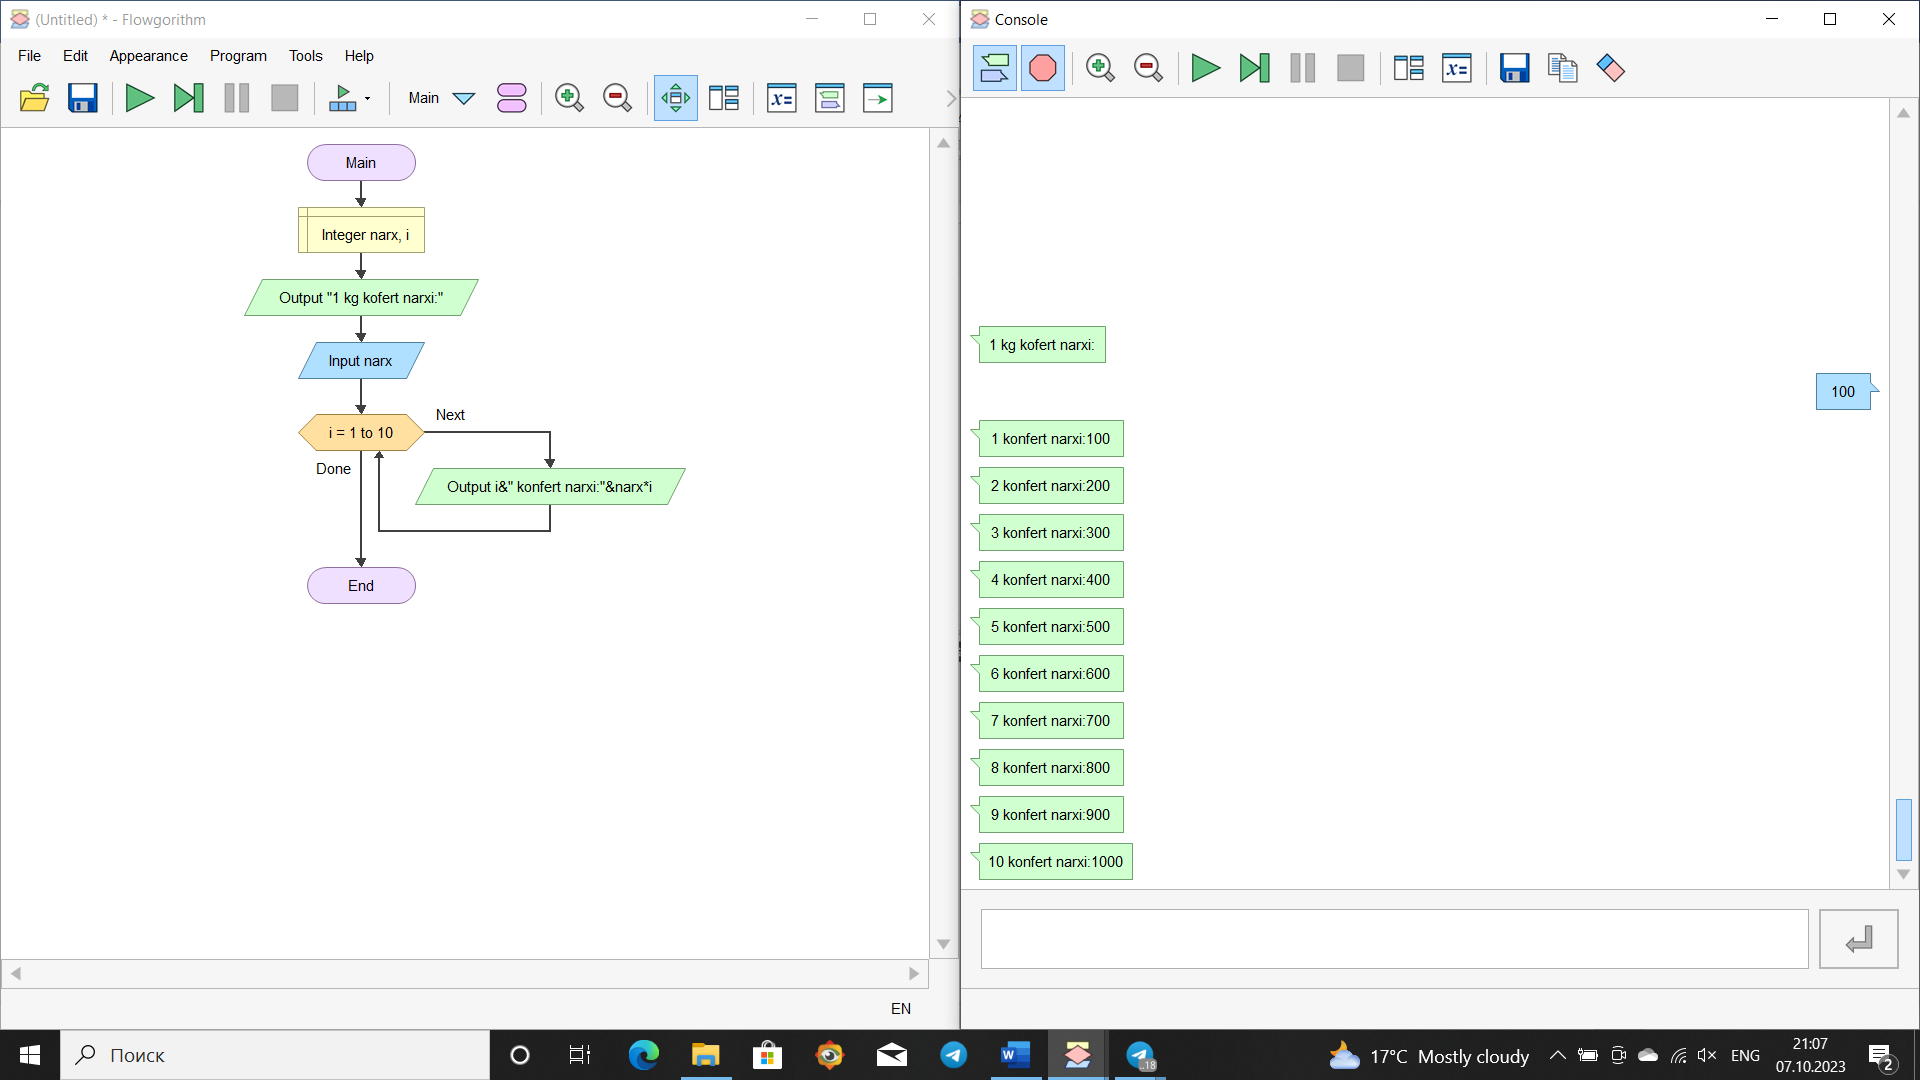 (Untitled) * - Flowgorithm
File Edit Appearance Program Tools Help
Main
x=
Main
Integer narx, i
Output "1 kg kofert narxi:"
Input narx
Next
i = 1 to 10
Done
Output i&" konfert narxi:"&narx*i
End
EN
Console
x=
1 kg kofert narxi:
100
1 konfert narxi:100
2 konfert narxi:200
3 konfert narxi:300
4 konfert narxi:400
5 konfert narxi:500
6 konfert narxi:600
7 konfert narxi:700
8 konfert narxi:800
9 konfert narxi:900
10 konfert narxi:1000
Поиск
W
..18
17°C Mostly cloudy
ENG
21:07
07.10.2023
2